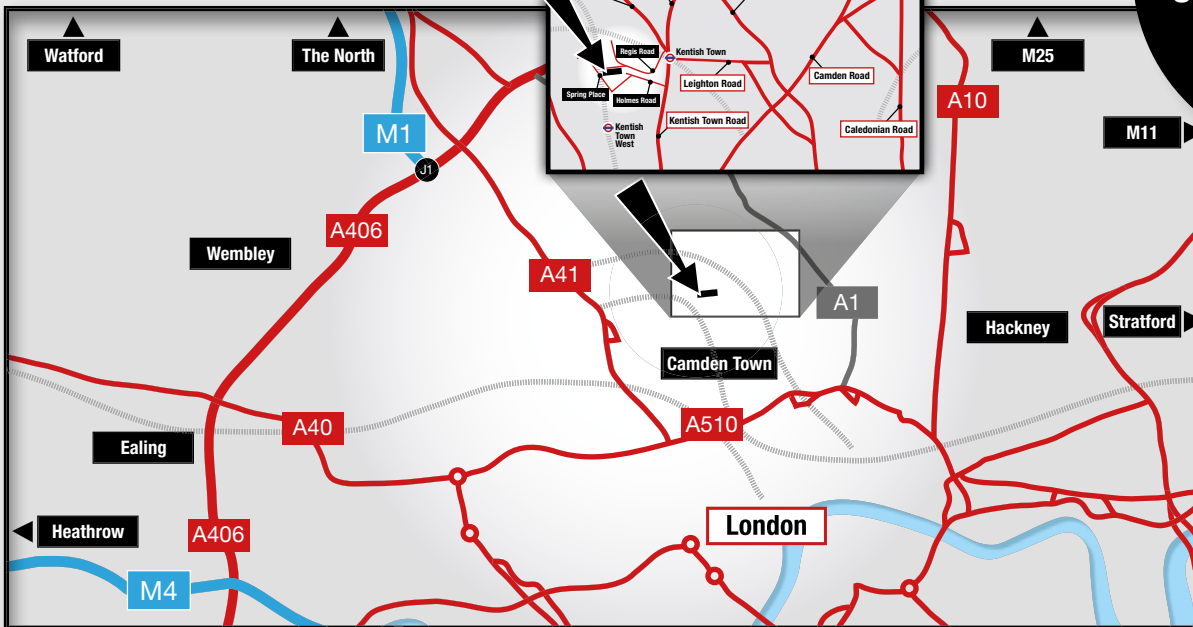 Watford
The North
M25
Regis Road
Kentish Town
Leighton Road
Camden Road
Spring Place
Holmes Road
Kentish Town Road
Caledonian Road
Kentish
Town
West
A10
M11
M1
J1
A406
Wembley
A41
A1
Hackney
Stratford
Camden Town
A40
A510
Ealing
London
Heathrow
A406
M4